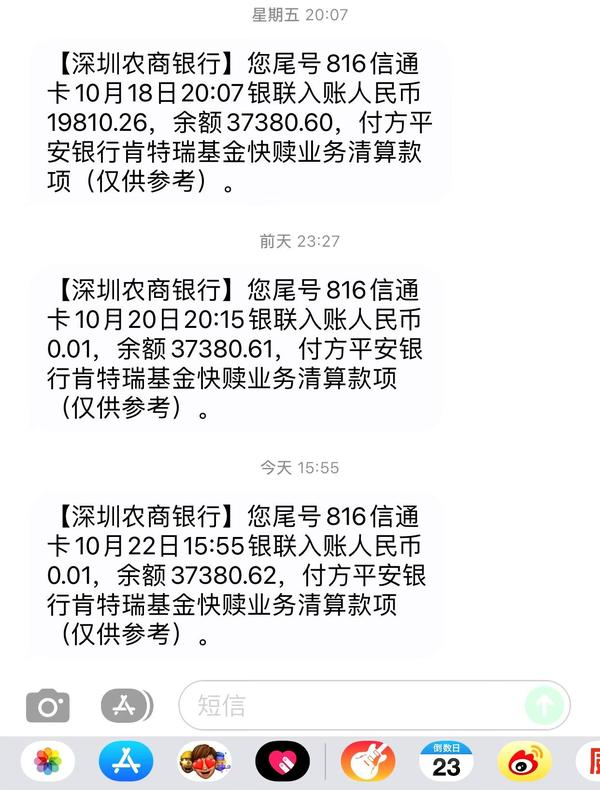 星期五 20:07
【深圳农商银行】您尾号816信通
卡10月18日20:07银联入账人民币
19810.26，余额37380.60，付方平
安银行肯特瑞基金快赎业务清算款
项（仅供参考）。
前天 23:27
【深圳农商银行】您尾号816信通
卡10月20日20:15银联入账人民币
0.01，余额37380.61，付方平安银
行肯特瑞基金快赎业务清算款项
（仅供参考）。
今天 15:55
【深圳农商银行】您尾号816信通
卡10月22日15:55银联入账人民币
0.01，余额37380.62，付方平安银
行肯特瑞基金快赎业务清算款项
（仅供参考）。
短信
倒数日
23